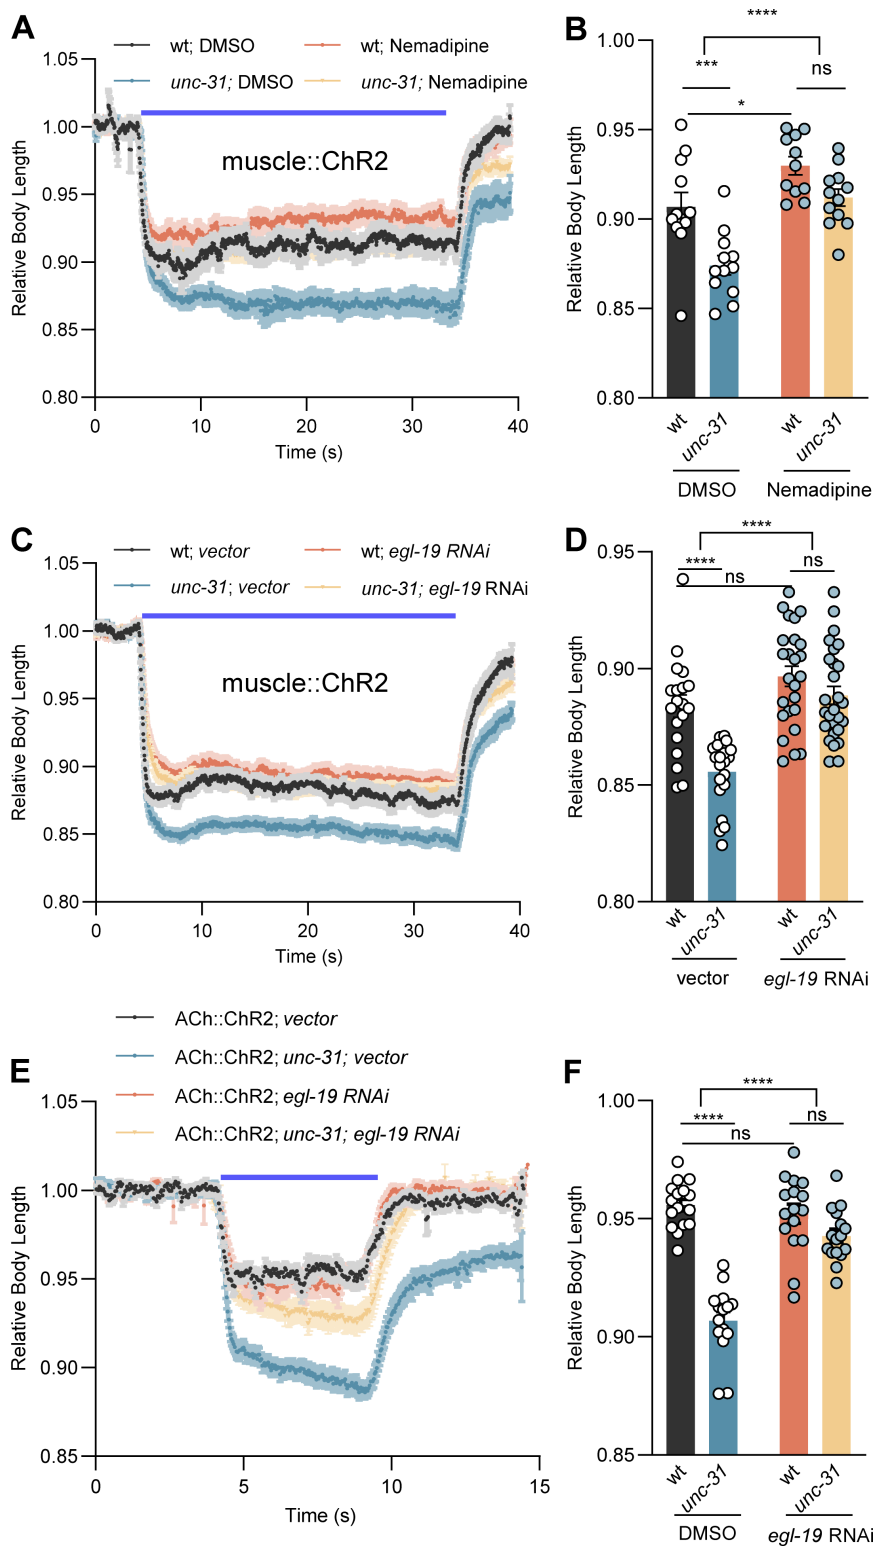 A
wt; DMSO
wt; Nemadipine
unc-31; DMSO
unc-31; Nemadipine
muscle::ChR2
Relative Body Length
1.05
1.00
0.95
0.90
0.85
0.80
0 10 20 30 40
Time (s)
B
****
***
ns
*
Relative Body Length
1.00
0.95
0.90
0.85
0.80
wt unc-31 wt unc-31
DMSO Nemadipine
C
wt; vector
wt; egl-19 RNAi
unc-31; vector
unc-31; egl-19 RNAi
muscle::ChR2
Relative Body Length
1.05
1.00
0.95
0.90
0.85
0.80
0 10 20 30 40
Time (s)
D
****
****
ns
ns
Relative Body Length
0.95
0.90
0.85
0.80
wt unc-31 wt unc-31
vector egl-19 RNAi
E
ACh::ChR2; vector
ACh::ChR2; unc-31; vector
ACh::ChR2; egl-19 RNAi
ACh::ChR2; unc-31; egl-19 RNAi
Relative Body Length
1.05
1.00
0.95
0.90
0.85
0 5 10 15
Time (s)
F
****
****
ns
ns
Relative Body Length
1.00
0.95
0.90
0.85
wt unc-31 wt unc-31
DMSO egl-19 RNAi